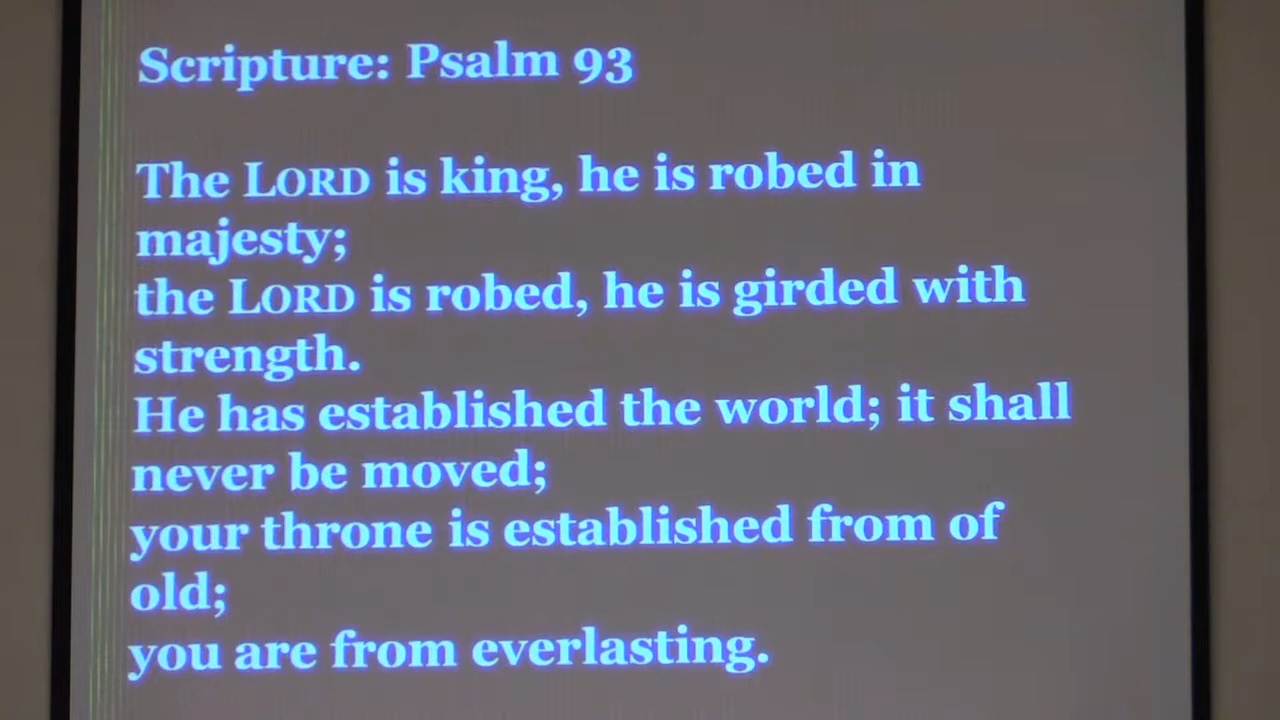 Scripture: Psalm 93
The LORD is king, he is robed in
majesty;
the LORD is robed, he is girded with
strength.
He has established the world; it shall
never be moved;
your throne is established from of
old;
you are from everlasting.